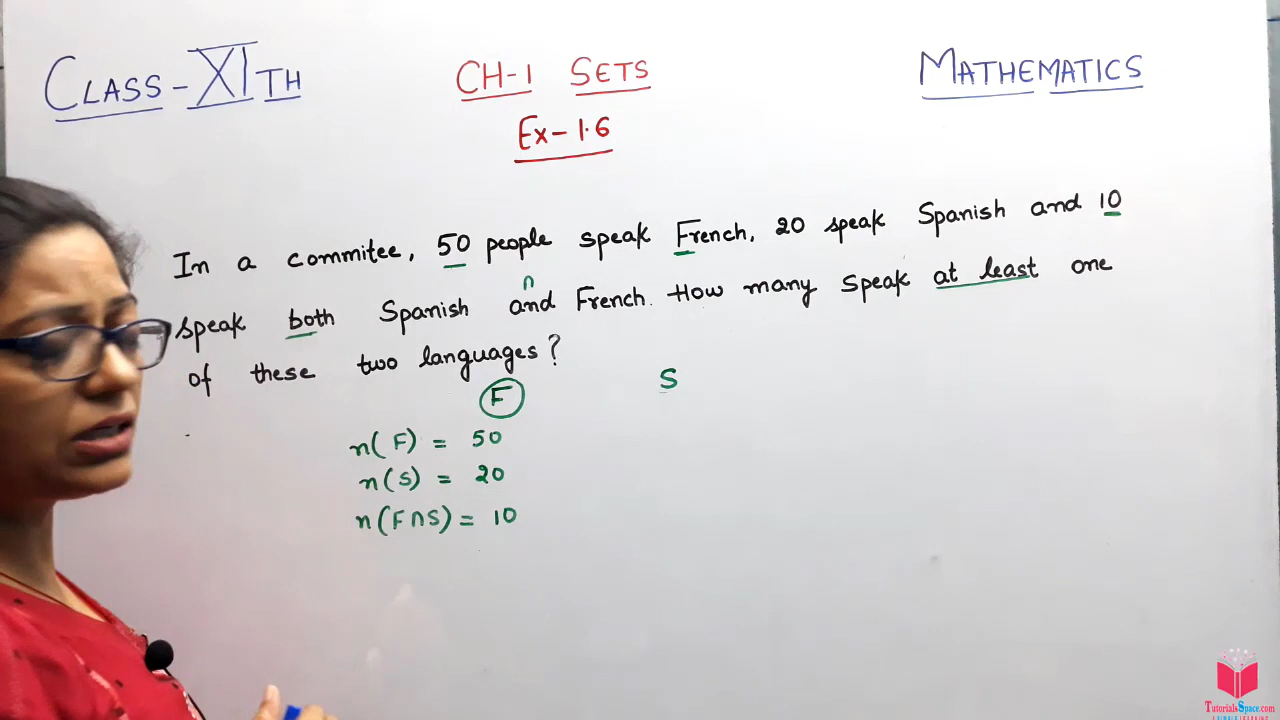 CLASS-XITH
CH-1 SETS
MATHEMATICS
Ex-1.6
In a commitee, 50 people speak French, 20 speak Spanish and 10
n
speak both Spanish and French. How many speak at least one
of these two languages?
F
S
n(F) = 50
n(S) = 20
n(F∩S) = 10
TutorialsSpace.com